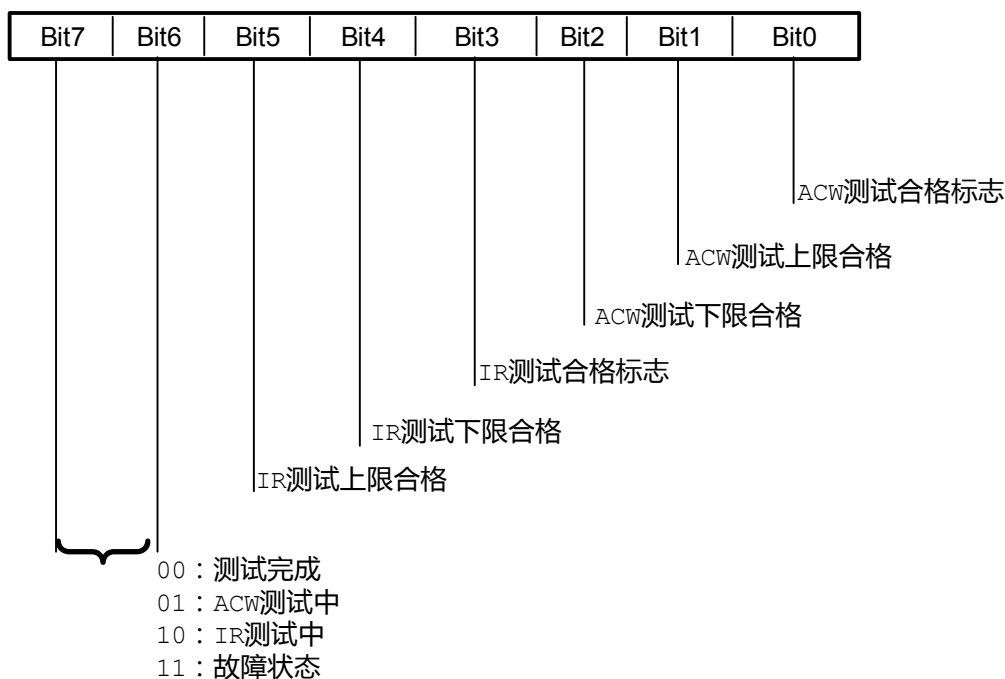 Bit7 Bit6 Bit5 Bit4 Bit3 Bit2 Bit1 Bit0
ACW测试合格标志
ACW测试上限合格
ACW测试下限合格
IR测试合格标志
IR测试下限合格
IR测试上限合格
00：测试完成
01：ACW测试中
10：IR测试中
11：故障状态